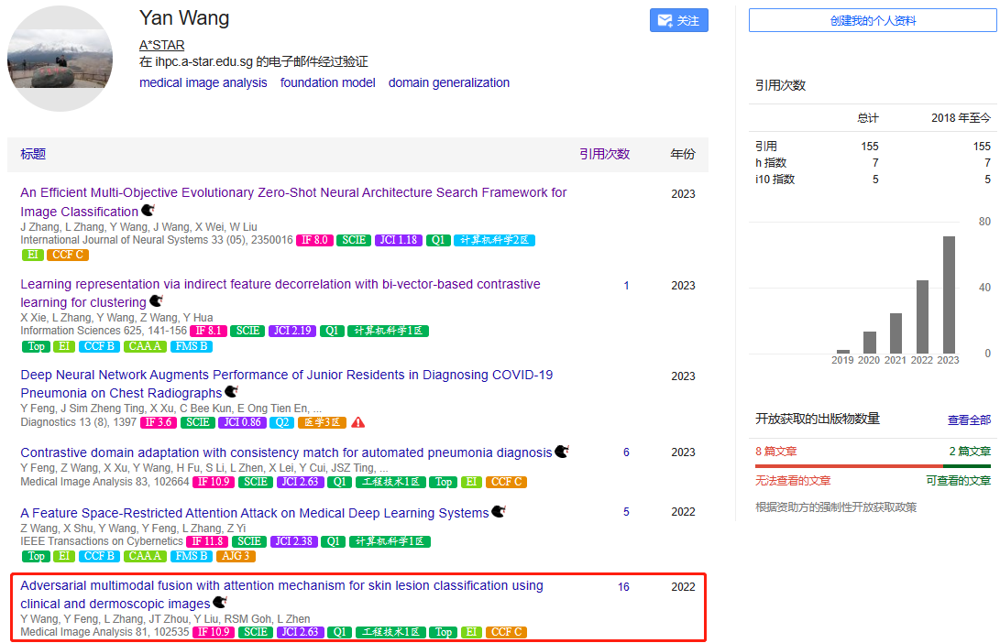 Yan Wang
关注
A*STAR
在 ihpc.a-star.edu.sg 的电子邮件经过验证
medical image analysis foundation model domain generalization
标题 引用次数 年份
An Efficient Multi-Objective Evolutionary Zero-Shot Neural Architecture Search Framework for 2023
Image Classification
J Zhang, L Zhang, Y Wang, J Wang, X Wei, W Liu
International Journal of Neural Systems 33 (05), 2350016 IF 8.0 SCIE JCI 1.18 Q1 计算机科学2区
EI CCF C
Learning representation via indirect feature decorrelation with bi-vector-based contrastive 1 2023
learning for clustering
X Xie, L Zhang, Y Wang, Z Wang, Y Hua
Information Sciences 625, 141-156 IF 8.1 SCIE JCI 2.19 Q1 计算机科学1区
Top EI CCF B CAA A FMS B
Deep Neural Network Augments Performance of Junior Residents in Diagnosing COVID-19 2023
Pneumonia on Chest Radiographs
Y Feng, J Sim Zheng Ting, X Xu, C Bee Kun, E Ong Tien En, ...
Diagnostics 13 (8), 1397 IF 3.6 SCIE JCI 0.86 Q2 医学3区
Contrastive domain adaptation with consistency match for automated pneumonia diagnosis 6 2023
Y Feng, Z Wang, X Xu, Y Wang, H Fu, S Li, L Zhen, X Lei, Y Cui, JSZ Ting, ...
Medical Image Analysis 83, 102664 IF 10.9 SCIE JCI 2.63 Q1 工程技术1区 Top EI CCF C
A Feature Space-Restricted Attention Attack on Medical Deep Learning Systems 5 2022
Z Wang, X Shu, Y Wang, Y Feng, L Zhang, Z Yi
IEEE Transactions on Cybernetics IF 11.8 SCIE JCI 2.38 Q1 计算机科学1区
Top EI CCF B CAA A FMS B AJG 3
Adversarial multimodal fusion with attention mechanism for skin lesion classification using 16 2022
clinical and dermoscopic images
Y Wang, Y Feng, L Zhang, JT Zhou, Y Liu, RSM Goh, L Zhen
Medical Image Analysis 81, 102535 IF 10.9 SCIE JCI 2.63 Q1 工程技术1区 Top EI CCF C
创建我的个人资料
引用次数
总计 2018 年至今
引用 155 155
h 指数 7 7
i10 指数 5 5
80
40
0
2019 2020 2021 2022 2023
开放获取的出版物数量 查看全部
8 篇文章 2 篇文章
无法查看的文章 可查看的文章
根据资助方的强制性开放获取政策